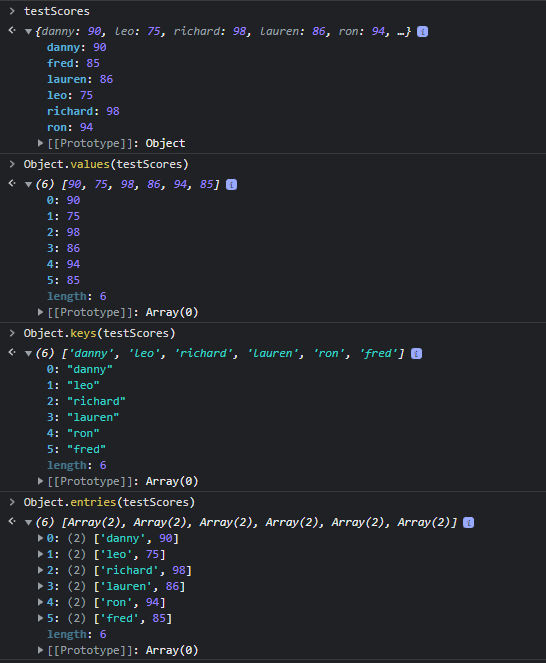 testScores
{danny: 90, leo: 75, richard: 98, lauren: 86, ron: 94, …} i
danny: 90
fred: 85
lauren: 86
leo: 75
richard: 98
ron: 94
[[Prototype]]: Object
Object.values(testScores)
(6) [90, 75, 98, 86, 94, 85] i
0: 90
1: 75
2: 98
3: 86
4: 94
5: 85
length: 6
[[Prototype]]: Array(0)
Object.keys(testScores)
(6) ['danny', 'leo', 'richard', 'lauren', 'ron', 'fred'] i
0: "danny"
1: "leo"
2: "richard"
3: "lauren"
4: "ron"
5: "fred"
length: 6
[[Prototype]]: Array(0)
Object.entries(testScores)
(6) [Array(2), Array(2), Array(2), Array(2), Array(2), Array(2)] i
0: (2) ['danny', 90]
1: (2) ['leo', 75]
2: (2) ['richard', 98]
3: (2) ['lauren', 86]
4: (2) ['ron', 94]
5: (2) ['fred', 85]
length: 6
[[Prototype]]: Array(0)